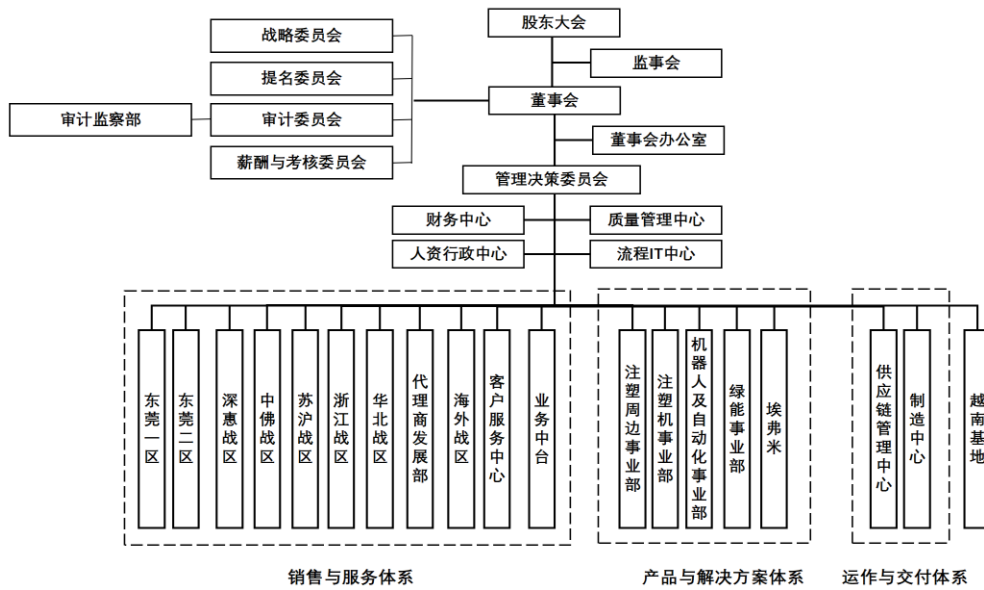 股东大会
战略委员会
监事会
提名委员会
董事会
审计监察部
审计委员会
董事会办公室
薪酬与考核委员会
管理决策委员会
财务中心
质量管理中心
人资行政中心
流程IT中心
东莞一区
东莞二区
深惠战区
中佛战区
苏沪战区
浙江战区
华北战区
代理商发展部
海外战区
客户服务中心
业务中台
注塑周边事业部
注塑机事业部
机器人及自动化事业部
绿能事业部
埃弗米
供应链管理中心
制造中心
越南基地
销售与服务体系
产品与解决方案体系
运作与交付体系